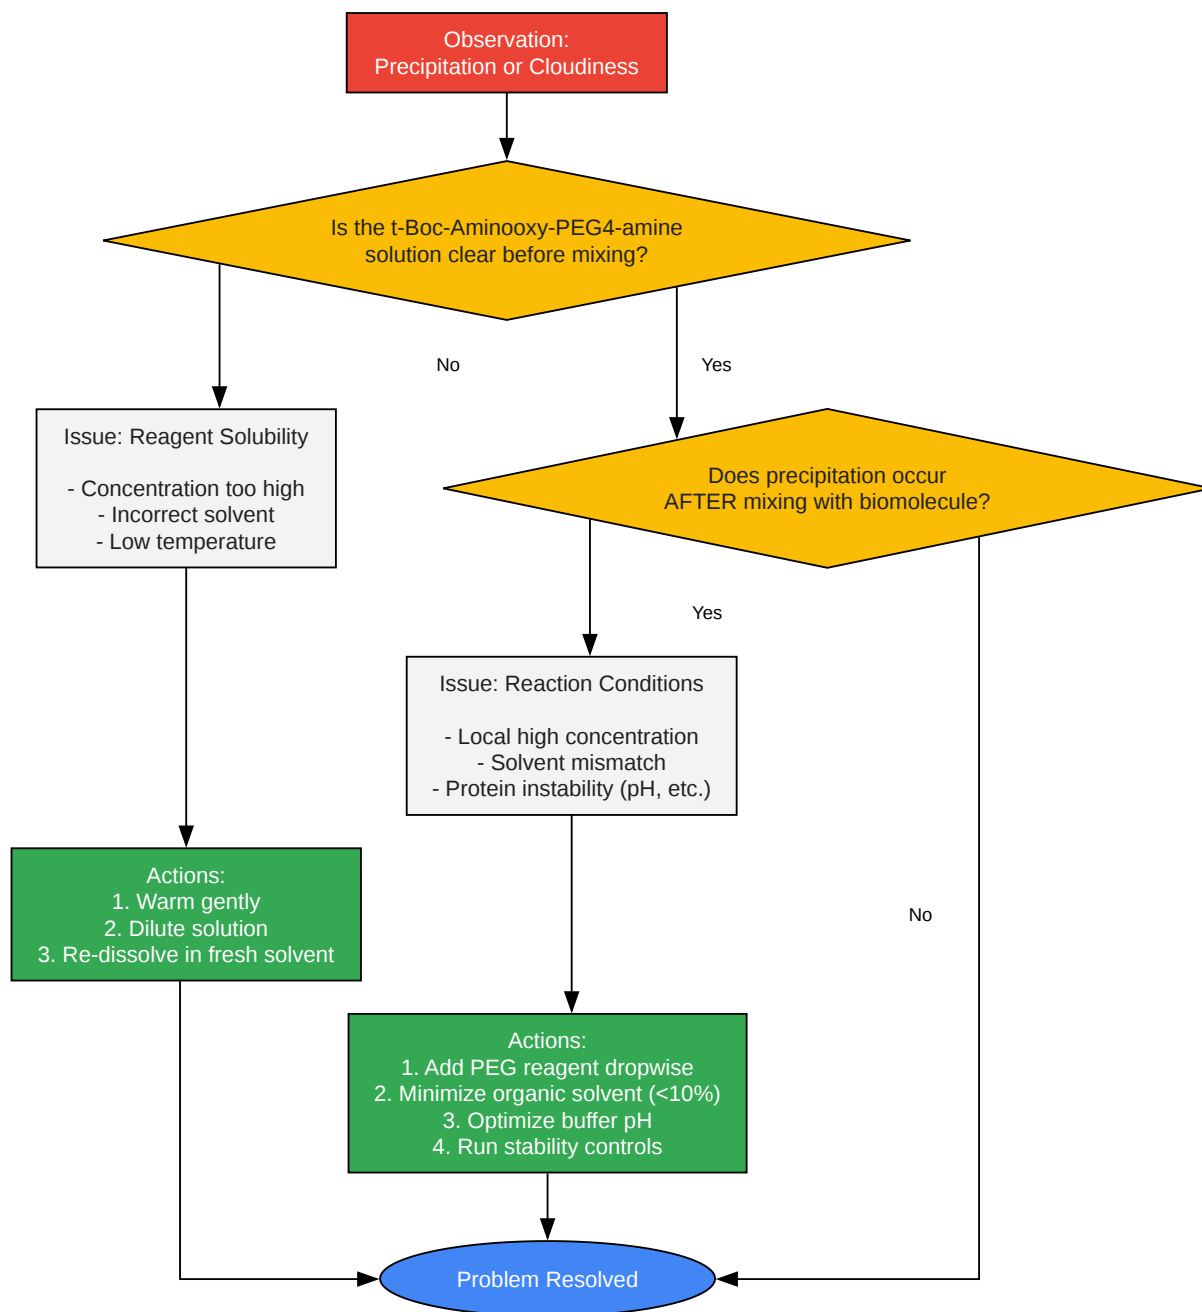 Observation:
Precipitation or Cloudiness
Is the t-Boc-Aminooxy-PEG4-amine
solution clear before mixing?
No
Yes
Issue: Reagent Solubility
- Concentration too high
- Incorrect solvent
- Low temperature
Does precipitation occur
AFTER mixing with biomolecule?
Yes
Issue: Reaction Conditions
- Local high concentration
- Solvent mismatch
- Protein instability (pH, etc.)
Actions:
1. Warm gently
2. Dilute solution
3. Re-dissolve in fresh solvent
No
Actions:
1. Add PEG reagent dropwise
2. Minimize organic solvent (<10%)
3. Optimize buffer pH
4. Run stability controls
Problem Resolved